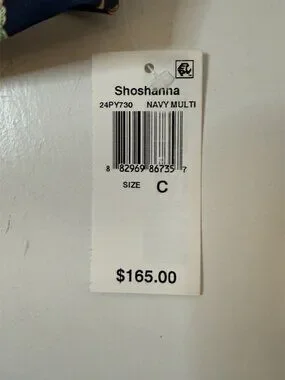 Shoshanna
24PY730 NAVY MULTI
8 82969 86735 7
SIZE C
$165.00